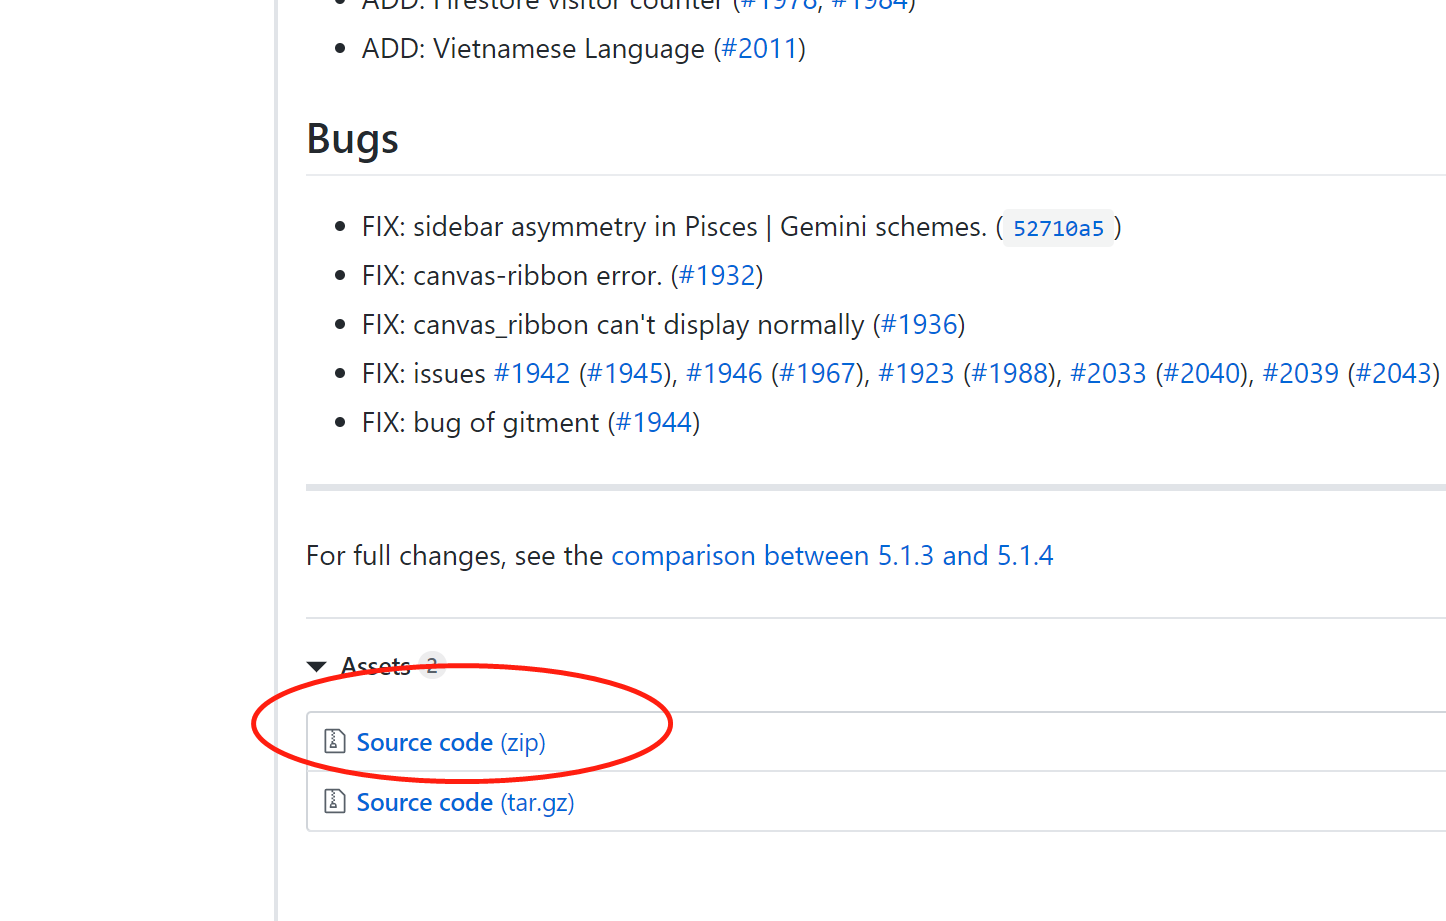 ADD: Firestore visitor counter (#1978, #1984)
ADD: Vietnamese Language (#2011)
Bugs
FIX: sidebar asymmetry in Pisces | Gemini schemes. ( 52710a5 )
FIX: canvas-ribbon error. (#1932)
FIX: canvas_ribbon can't display normally (#1936)
FIX: issues #1942 (#1945), #1946 (#1967), #1923 (#1988), #2033 (#2040), #2039 (#2043)
FIX: bug of gitment (#1944)
For full changes, see the comparison between 5.1.3 and 5.1.4
Assets 2
Source code (zip)
Source code (tar.gz)